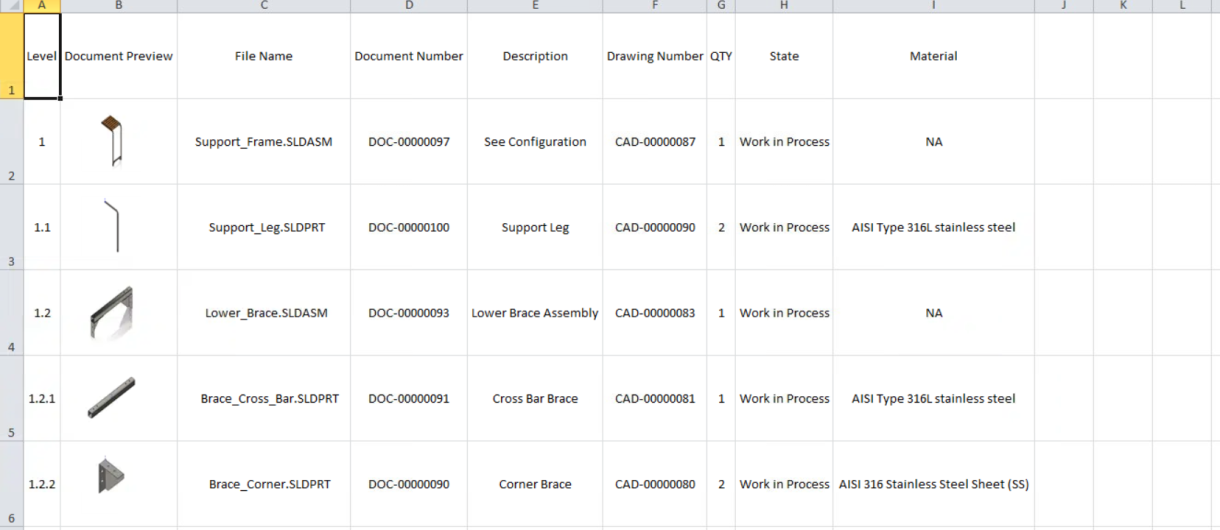 A B C D E F G H I J K L
1 Level Document Preview File Name Document Number Description Drawing Number QTY State Material
2 1 Support_Frame.SLDASM DOC-00000097 See Configuration CAD-00000087 1 Work in Process NA
3 1.1 Support_Leg.SLDPRT DOC-00000100 Support Leg CAD-00000090 2 Work in Process AISI Type 316L stainless steel
4 1.2 Lower_Brace.SLDASM DOC-00000093 Lower Brace Assembly CAD-00000083 1 Work in Process NA
5 1.2.1 Brace_Cross_Bar.SLDPRT DOC-00000091 Cross Bar Brace CAD-00000081 1 Work in Process AISI Type 316L stainless steel
6 1.2.2 Brace_Corner.SLDPRT DOC-00000090 Corner Brace CAD-00000080 2 Work in Process AISI 316 Stainless Steel Sheet (SS)